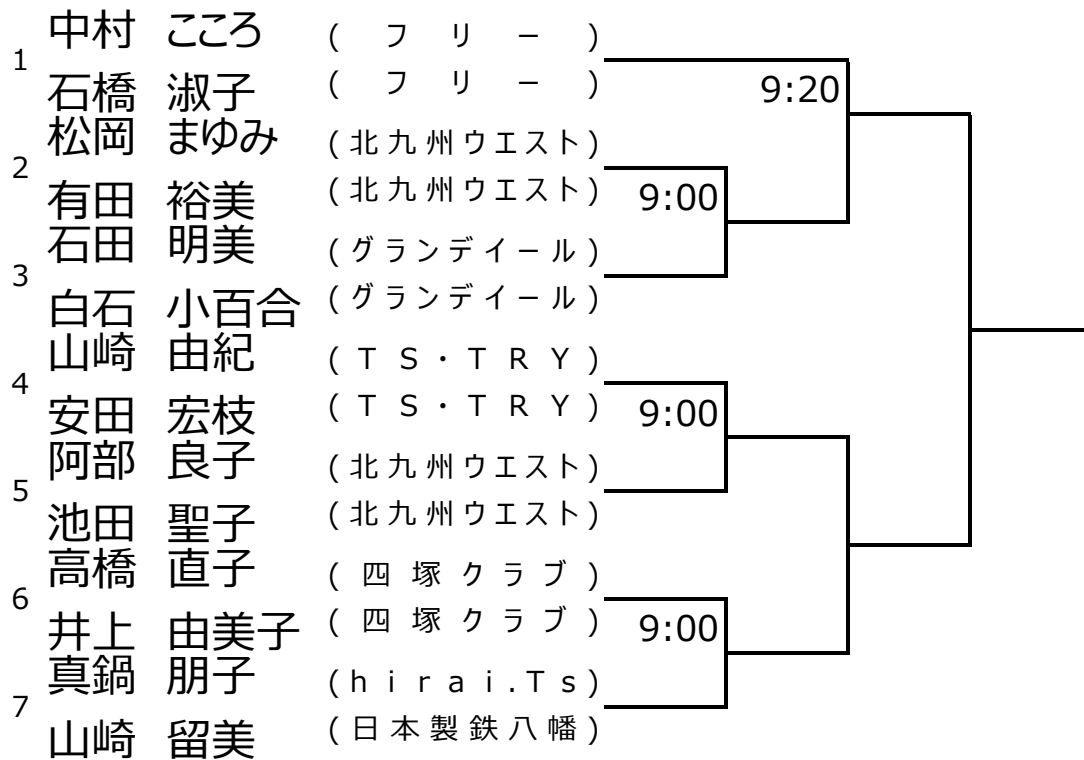 中村 こころ (フリー)
1
石橋 淑子 (フリー)
9:20
松岡 まゆみ (北九州ウエスト)
2
有田 裕美 (北九州ウエスト)
9:00
石田 明美 (グランデイール)
3
白石 小百合 (グランデイール)
山崎 由紀 (TS・TRY)
4
安田 宏枝 (TS・TRY)
9:00
阿部 良子 (北九州ウエスト)
5
池田 聖子 (北九州ウエスト)
高橋 直子 (四塚クラブ)
6
井上 由美子 (四塚クラブ)
9:00
真鍋 朋子 (hirai.Ts)
7
山崎 留美 (日本製鉄八幡)